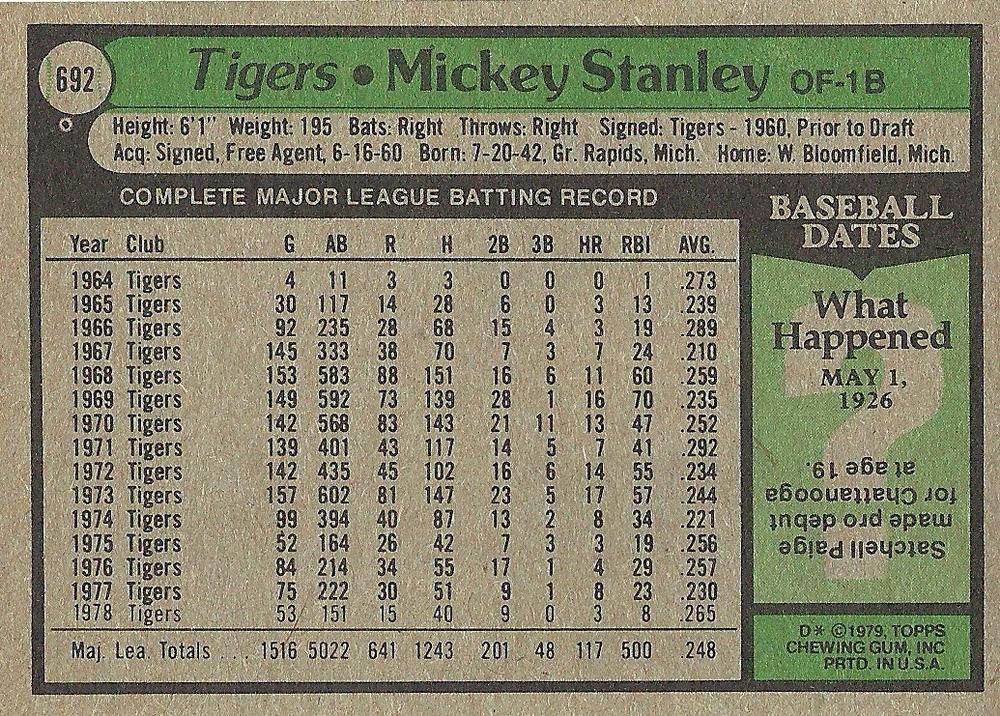 692
Tigers • Mickey Stanley OF-1B
Height: 6'1" Weight: 195 Bats: Right Throws: Right Signed: Tigers - 1960, Prior to Draft
Acq: Signed, Free Agent, 6-16-60 Born: 7-20-42, Gr. Rapids, Mich. Home: W. Bloomfield, Mich.
COMPLETE MAJOR LEAGUE BATTING RECORD
Year Club G AB R H 2B 3B HR RBI AVG.
1964 Tigers 4 11 3 3 0 0 0 1 .273
1965 Tigers 30 117 14 28 6 0 3 13 .239
1966 Tigers 92 235 28 68 15 4 3 19 .289
1967 Tigers 145 333 38 70 7 3 7 24 .210
1968 Tigers 153 583 88 151 16 6 11 60 .259
1969 Tigers 149 592 73 139 28 1 16 70 .235
1970 Tigers 142 568 83 143 21 11 13 47 .252
1971 Tigers 139 401 43 117 14 5 7 41 .292
1972 Tigers 142 435 45 102 16 6 14 55 .234
1973 Tigers 157 602 81 147 23 5 17 57 .244
1974 Tigers 99 394 40 87 13 2 8 34 .221
1975 Tigers 52 164 26 42 7 3 3 19 .256
1976 Tigers 84 214 34 55 17 1 4 29 .257
1977 Tigers 75 222 30 51 9 1 8 23 .230
1978 Tigers 53 151 15 40 9 0 3 8 .265
Maj. Lea. Totals .... 1516 5022 641 1243 201 48 117 500 .248
BASEBALL
DATES
What
Happened
MAY 1,
1926
?
Satchell Paige
made pro debut
for Chattanooga
at age 19.
D* ©1979, TOPPS
CHEWING GUM, INC
PRTD. IN U.S.A.